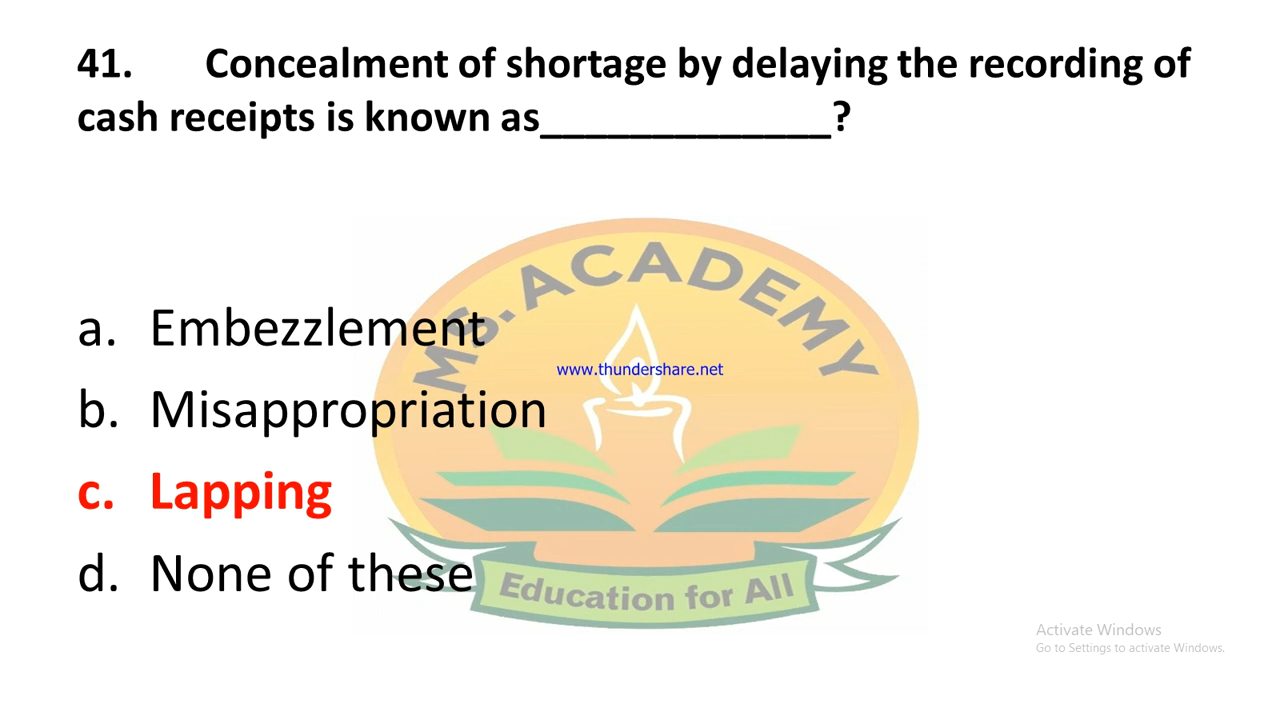 41. Concealment of shortage by delaying the recording of
cash receipts is known as_____________?
MS. ACADEMY
a. Embezzlement
www.thundershare.net
b. Misappropriation
c. Lapping
d. None of these
Education for All
Activate Windows
Go to Settings to activate Windows.